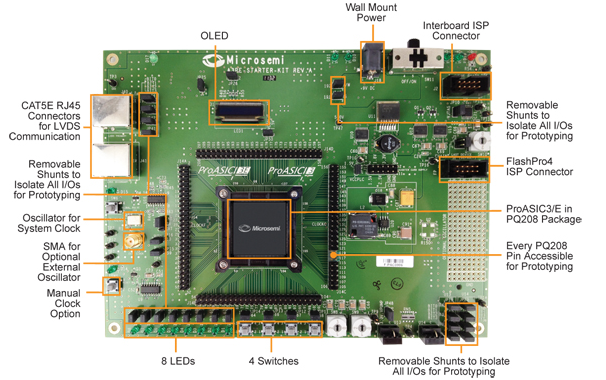 Wall Mount
Power
Interboard ISP
Connector
OLED
Microsemi
A3PE-STARTER-KIT REV.A
OFF/ON
CAT5E RJ45
Connectors
for LVDS
Communication
Removable
Shunts to
Isolate All I/Os
for Prototyping
Removable
Shunts to
Isolate All I/Os
for Prototyping
FlashPro4
ISP Connector
ProASIC3L
ProASIC3
Oscillator for
System Clock
ProASIC3/E in
PQ208 Package
Microsemi
SMA for
Optional
External
Oscillator
Every PQ208
Pin Accessible
for Prototyping
Manual
Clock
Option
8 LEDs
4 Switches
Removable Shunts to Isolate
All I/Os for Prototyping